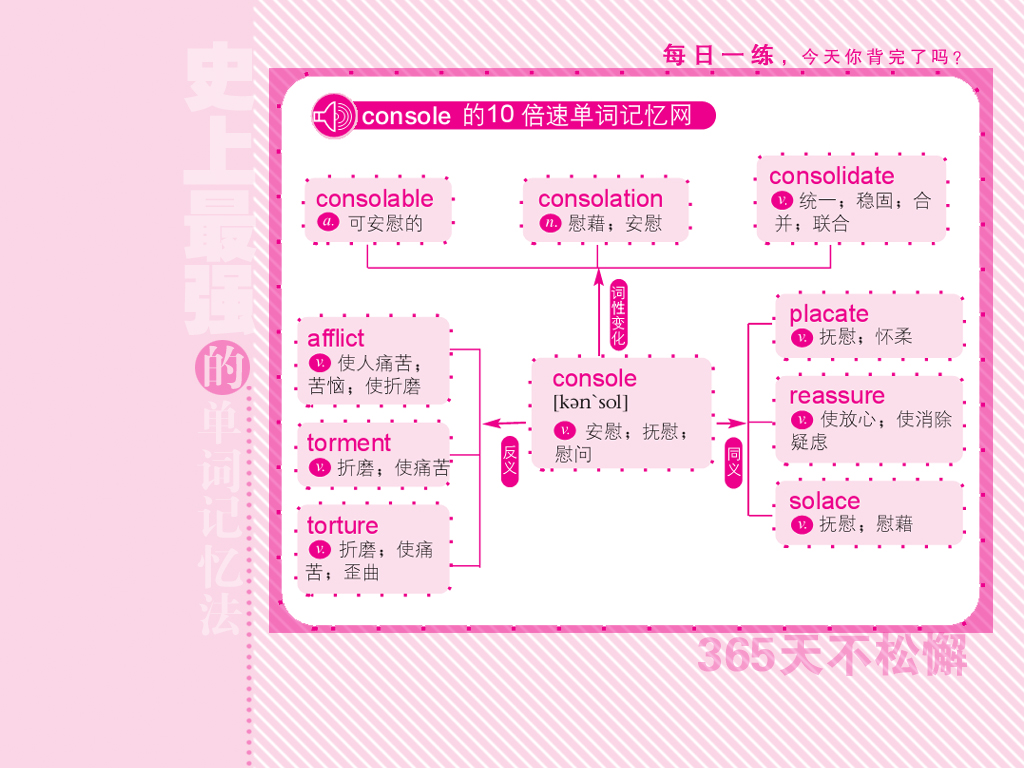 史上最强的单词记忆法
每日一练，今天你背完了吗？
console 的10 倍速单词记忆网
consolable
a. 可安慰的
consolation
n. 慰藉；安慰
consolidate
v. 统一；稳固；合
并；联合
词性变化
afflict
v. 使人痛苦；
苦恼；使折磨
torment
v. 折磨；使痛苦
torture
v. 折磨；使痛
苦；歪曲
反义
console
[kən`sol]
v. 安慰；抚慰；
慰问
同义
placate
v. 抚慰；怀柔
reassure
v. 使放心；使消除
疑虑
solace
v. 抚慰；慰藉
365天不松懈